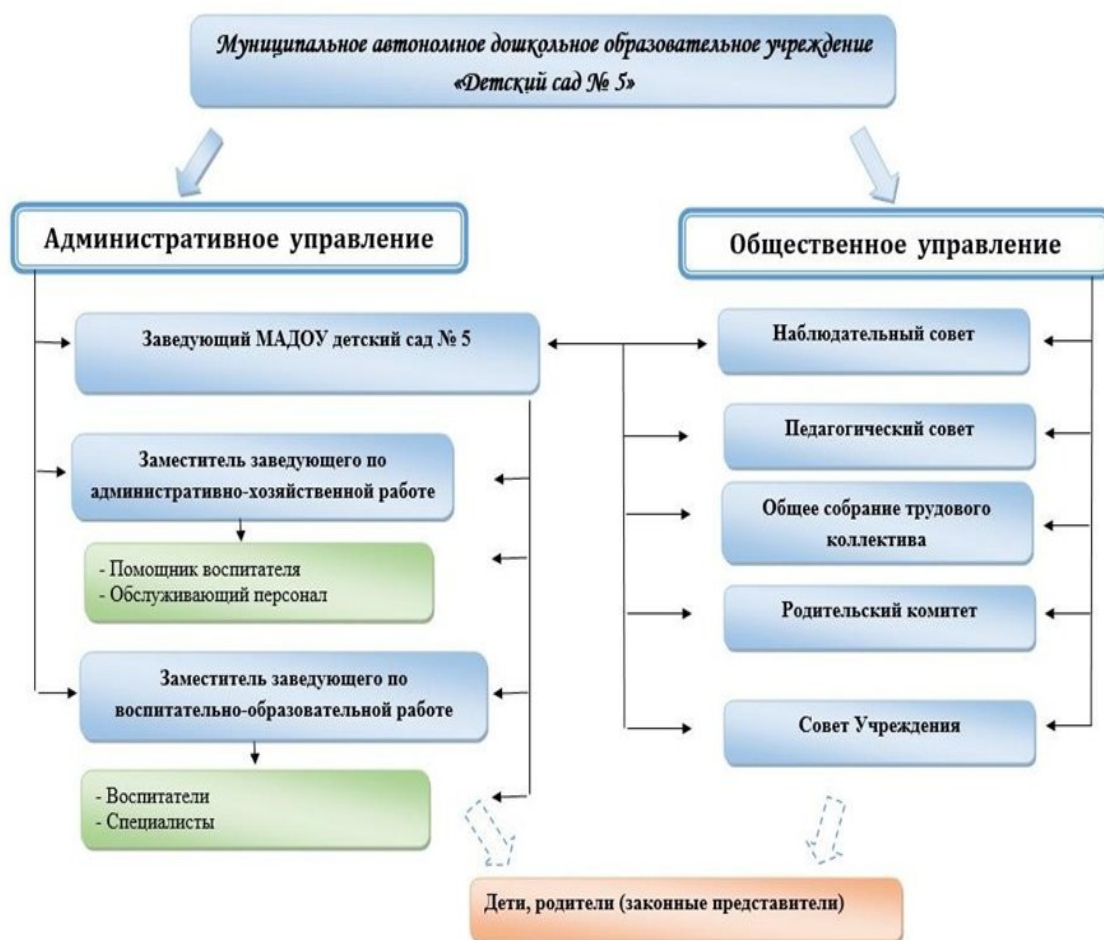 Муниципальное автономное дошкольное образовательное учреждение
«Детский сад № 5»
Административное управление
Общественное управление
Заведующий МАДОУ детский сад № 5
Наблюдательный совет
Педагогический совет
Заместитель заведующего по
административно-хозяйственной работе
Общее собрание трудового
коллектива
- Помощник воспитателя
- Обслуживающий персонал
Родительский комитет
Заместитель заведующего по
воспитательно-образовательной работе
Совет Учреждения
- Воспитатели
- Специалисты
Дети, родители (законные представители)